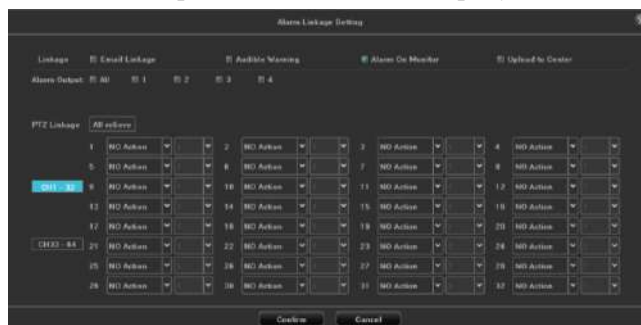 Alarm Linkage Setting
Linkage Email Linkage Audible Warning Alarm On Monitor Upload to Center
Alarm Output All 1 2 3 4
PTZ Linkage All relieve
1 NO Action 2 NO Action 3 NO Action 4 NO Action
5 NO Action 6 NO Action 7 NO Action 8 NO Action
CH1 - 32 9 NO Action 10 NO Action 11 NO Action 12 NO Action
13 NO Action 14 NO Action 15 NO Action 16 NO Action
17 NO Action 18 NO Action 19 NO Action 20 NO Action
CH33 - 64 21 NO Action 22 NO Action 23 NO Action 24 NO Action
25 NO Action 26 NO Action 27 NO Action 28 NO Action
29 NO Action 30 NO Action 31 NO Action 32 NO Action
Confirm Cancel